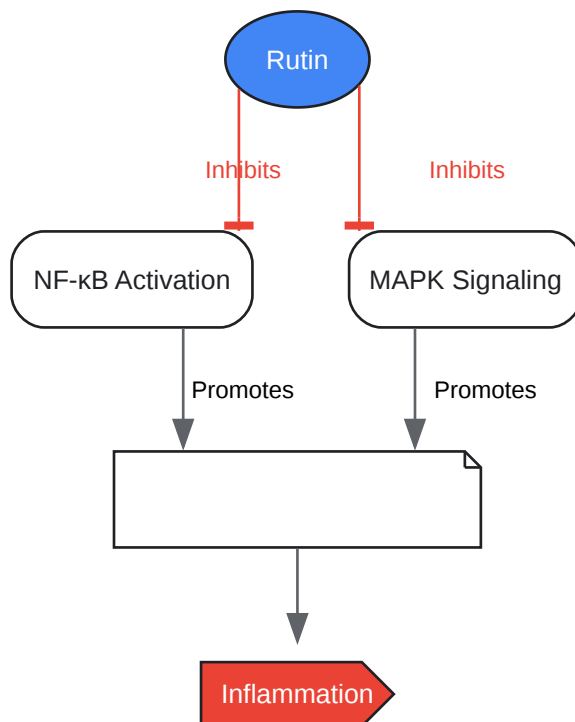 Rutin
Inhibits
Inhibits
NF-κB Activation
MAPK Signaling
Promotes
Promotes
Inflammation